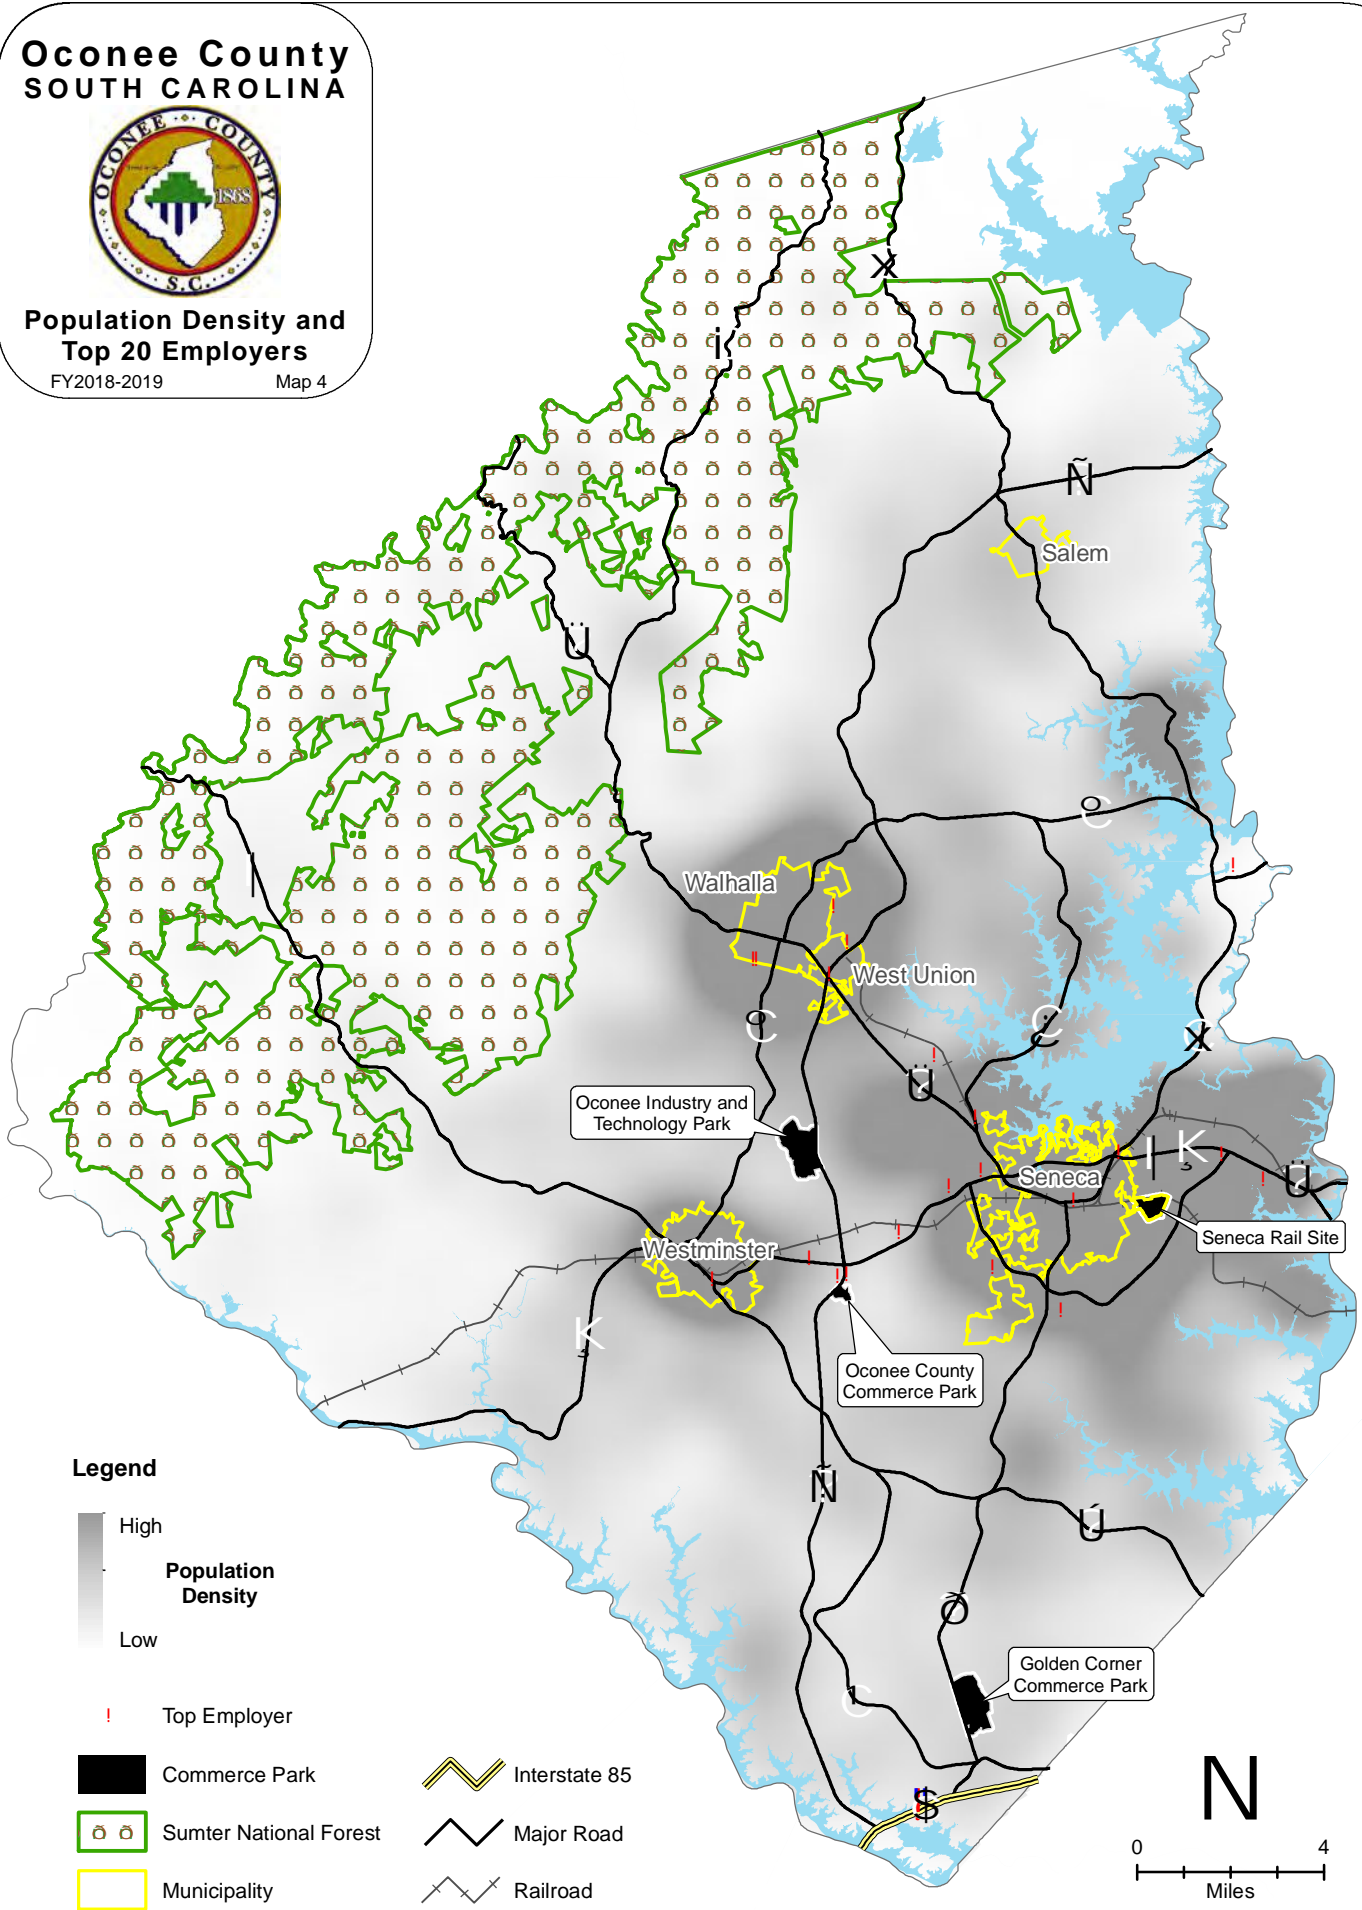 Oconee County
SOUTH CAROLINA
OCONEE COUNTY
1868
S.C.
Population Density and
Top 20 Employers
FY2018-2019 Map 4
Salem
Walhalla
West Union
Oconee Industry and
Technology Park
Seneca
Seneca Rail Site
Westminster
Oconee County
Commerce Park
Golden Corner
Commerce Park
Legend
High
Population
Density
Low
Top Employer
Commerce Park
Interstate 85
Sumter National Forest
Major Road
Municipality
Railroad
N
0 4
Miles